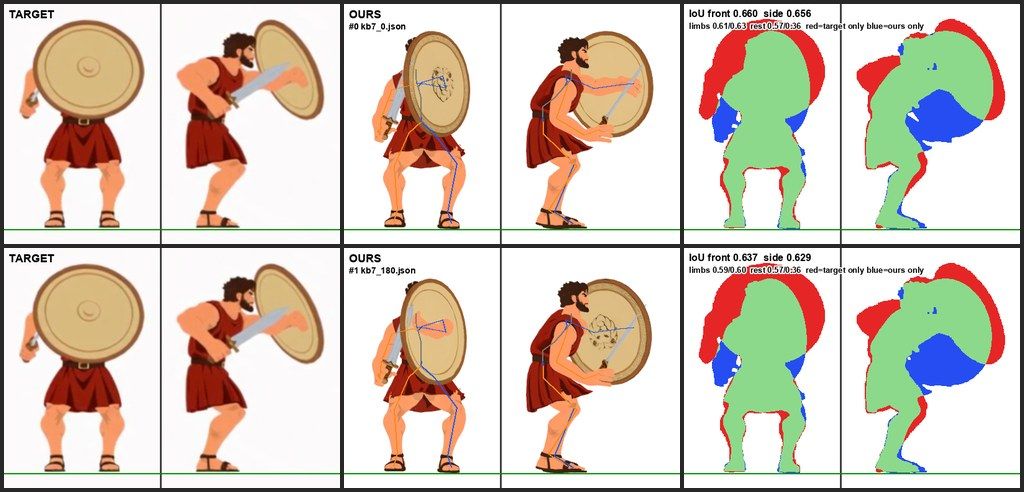 TARGET
OURS
#0 kb7_0.json
IoU front 0.660 side 0.656
limbs 0.61/0.63 rest 0.57/0.36 red=target only blue=ours only
TARGET
OURS
#1 kb7_180.json
IoU front 0.637 side 0.629
limbs 0.59/0.60 rest 0.57/0.36 red=target only blue=ours only